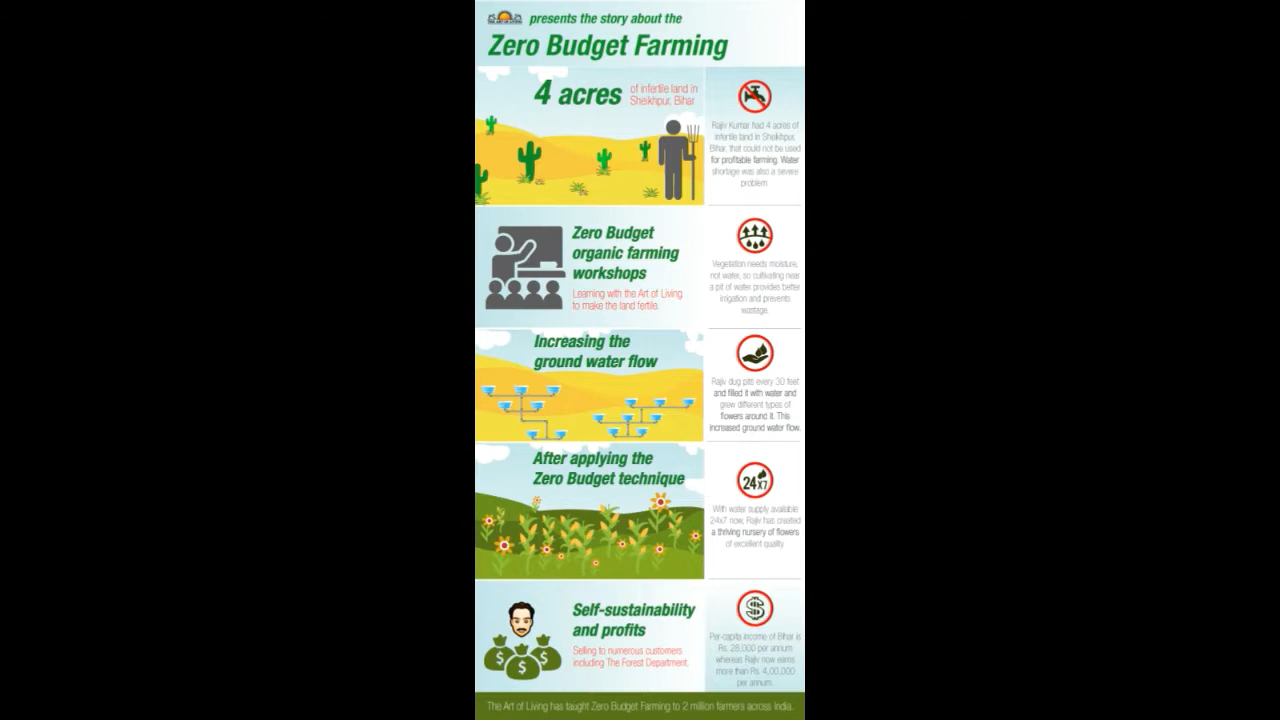 THE ART OF LIVING
presents the story about the
Zero Budget Farming
4 acres
of infertile land in
Sheikhpur, Bihar
Rajiv Kumar had 4 acres of
infertile land in Sheikhpur,
Bihar, that could not be used
for profitable farming. Water
shortage was also a severe
problem
Zero Budget
organic farming
workshops
Learning with the Art of Living
to make the land fertile.
Vegetation needs moisture,
not water, so cultivating near
a pit of water provides better
irrigation and prevents
wastage.
Increasing the
ground water flow
Rajiv dug pits every 30 feet
and filled it with water and
grew different types of
flowers around it. This
increased ground water flow.
After applying the
Zero Budget technique
24x7
With water supply available
24x7 now, Rajiv has created
a thriving nursery of flowers
of excellent quality
Self-sustainability
and profits
Selling to numerous customers
including The Forest Department.
$ $ $
$
Per-capita income of Bihar is
Rs. 28,000 per annum
whereas Rajiv now earns
more than Rs. 4,00,000
per annum.
The Art of Living has taught Zero Budget Farming to 2 million farmers across India.